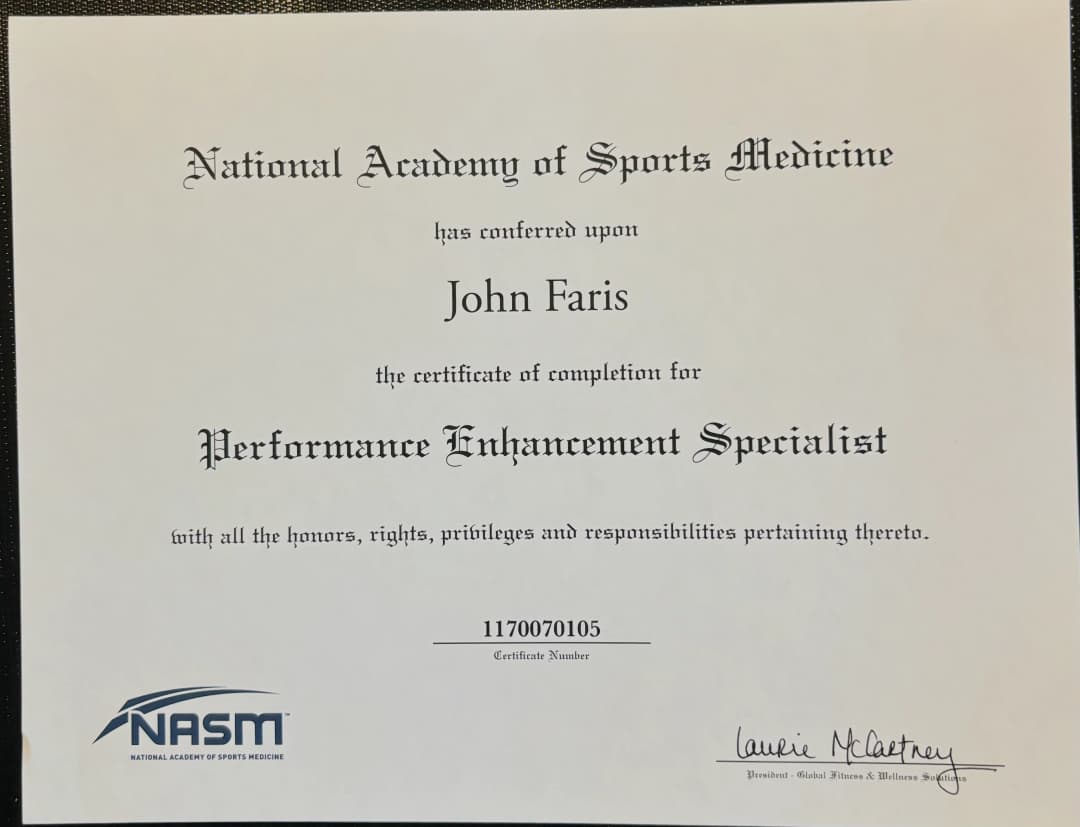 National Academy of Sports Medicine
has conferred upon
John Faris
the certificate of completion for
Performance Enhancement Specialist
with all the honors, rights, privileges and responsibilities pertaining thereto.
1170070105
Certificate Number
NASM™
NATIONAL ACADEMY OF SPORTS MEDICINE
Laurie McCartney
President - Global Fitness & Wellness Solutions